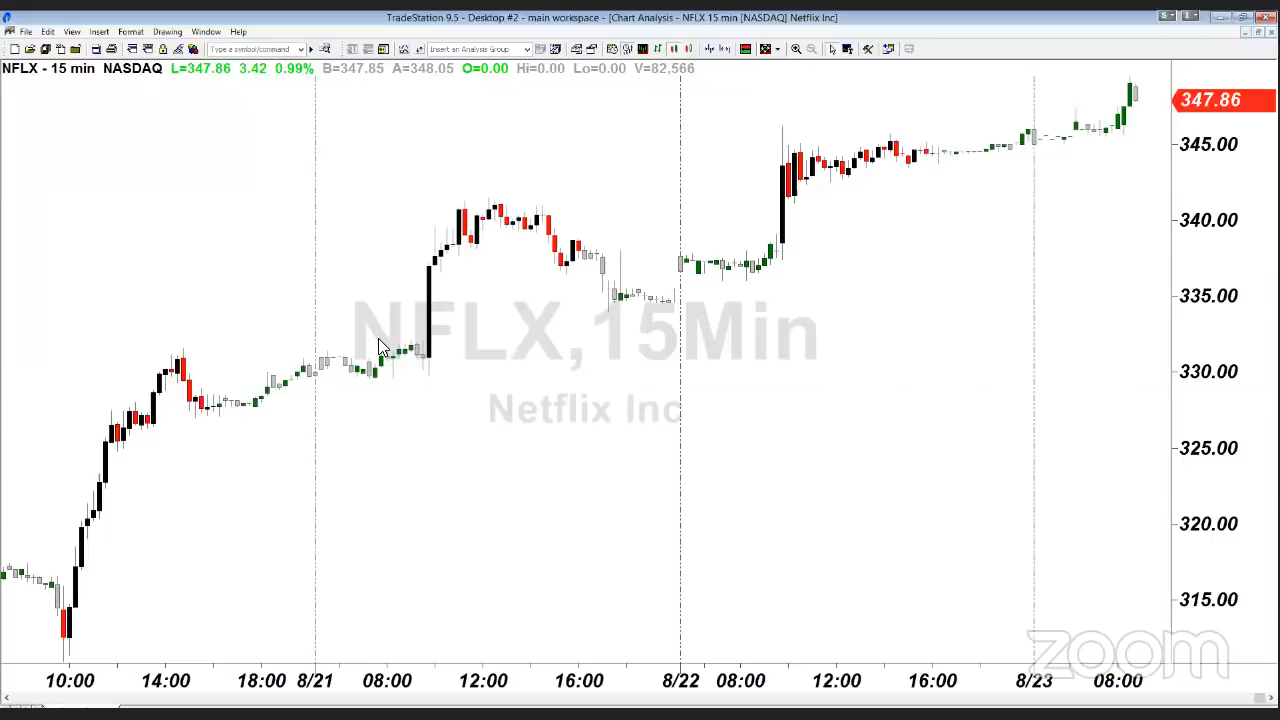 TradeStation 9.5 - Desktop #2 - main workspace - [Chart Analysis - NFLX 15 min [NASDAQ] Netflix Inc]
File Edit View Insert Format Drawing Window Help
Type a symbol/command Insert an Analysis Group
NFLX - 15 min NASDAQ L=347.86 3.42 0.99% B=347.85 A=348.05 O=0.00 Hi=0.00 Lo=0.00 V=82,566
347.86
345.00
340.00
335.00
NFLX,15Min
330.00
Netflix Inc
325.00
320.00
315.00
zoom
10:00 14:00 18:00 8/21 08:00 12:00 16:00 8/22 08:00 12:00 16:00 8/23 08:00